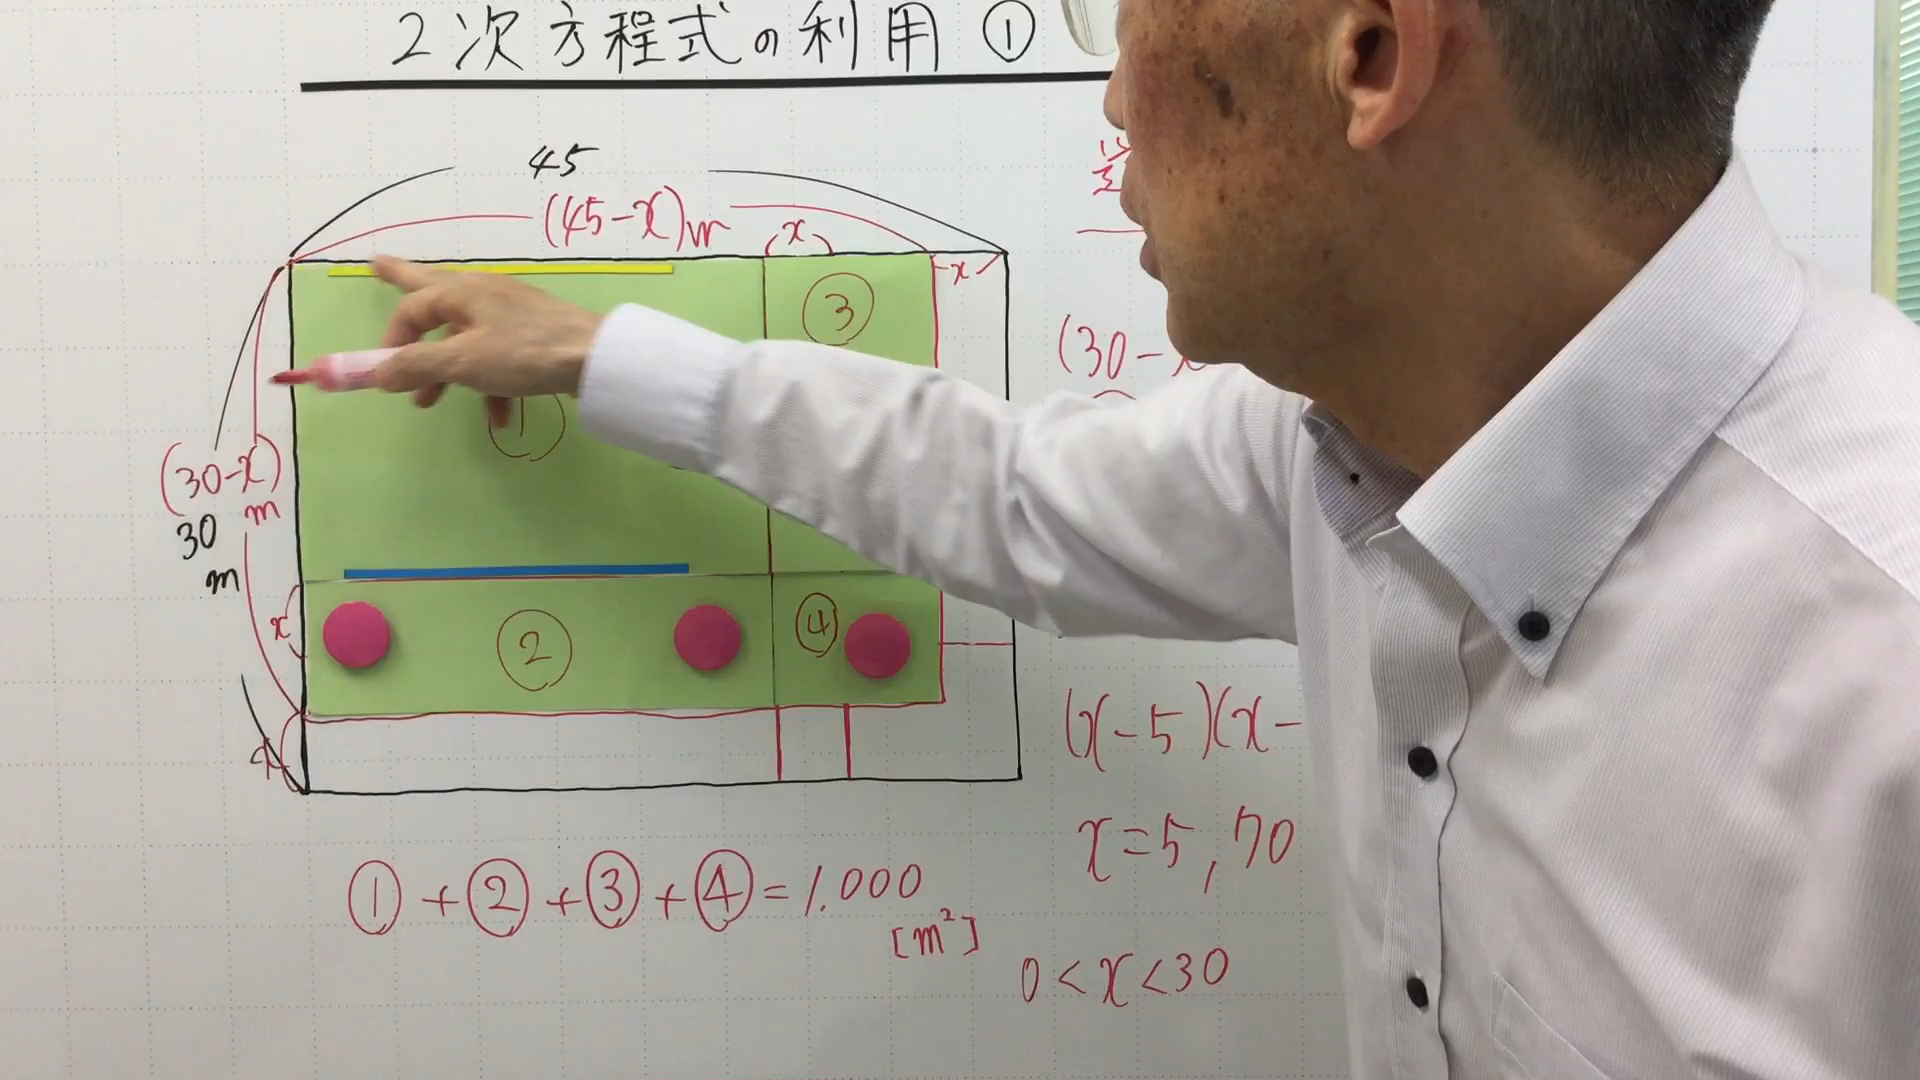 2次方程式の利用 ①
45
(45-x)m
x
x
③
(30-x)
m
30
m
①
(30-x
x
②
④
x
(x-5)(x-
x=5,70
①+②+③+④=1.000
[m²]
0<x<30